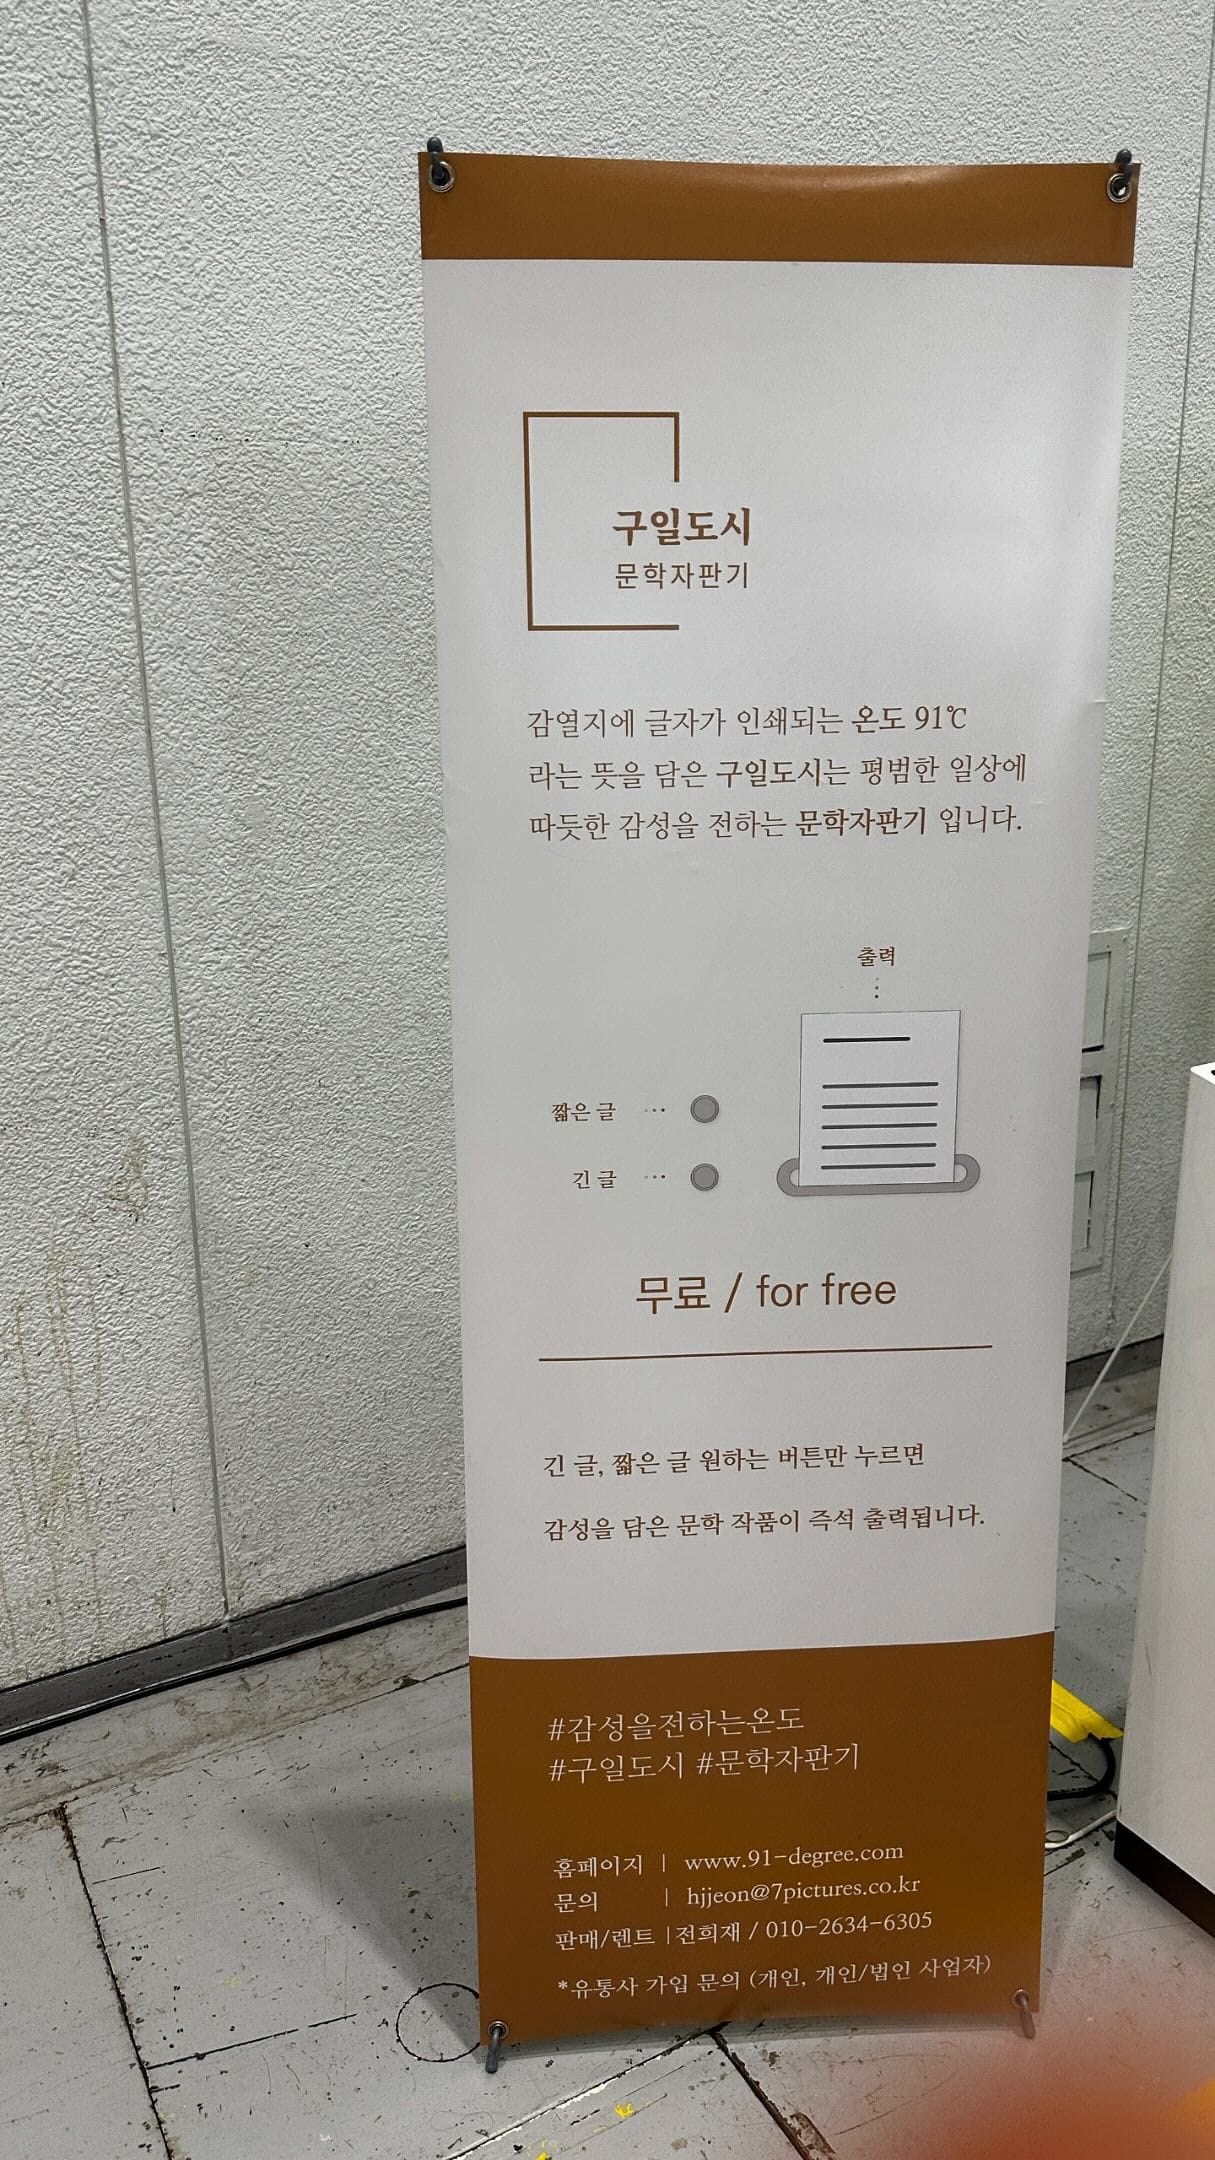 구일도시
문학자판기
감열지에 글자가 인쇄되는 온도 91℃
라는 뜻을 담은 구일도시는 평범한 일상에
따듯한 감성을 전하는 문학자판기 입니다.
출력
짧은 글 ···
긴 글 ···
무료 / for free
긴 글, 짧은 글 원하는 버튼만 누르면
감성을 담은 문학 작품이 즉석 출력됩니다.
#감성을전하는온도
#구일도시 #문학자판기
홈페이지 | www.91-degree.com
문의 | hjjeon@7pictures.co.kr
판매/렌트 | 전희재 / 010-2634-6305
*유통사 가입 문의 (개인, 개인/법인 사업자)